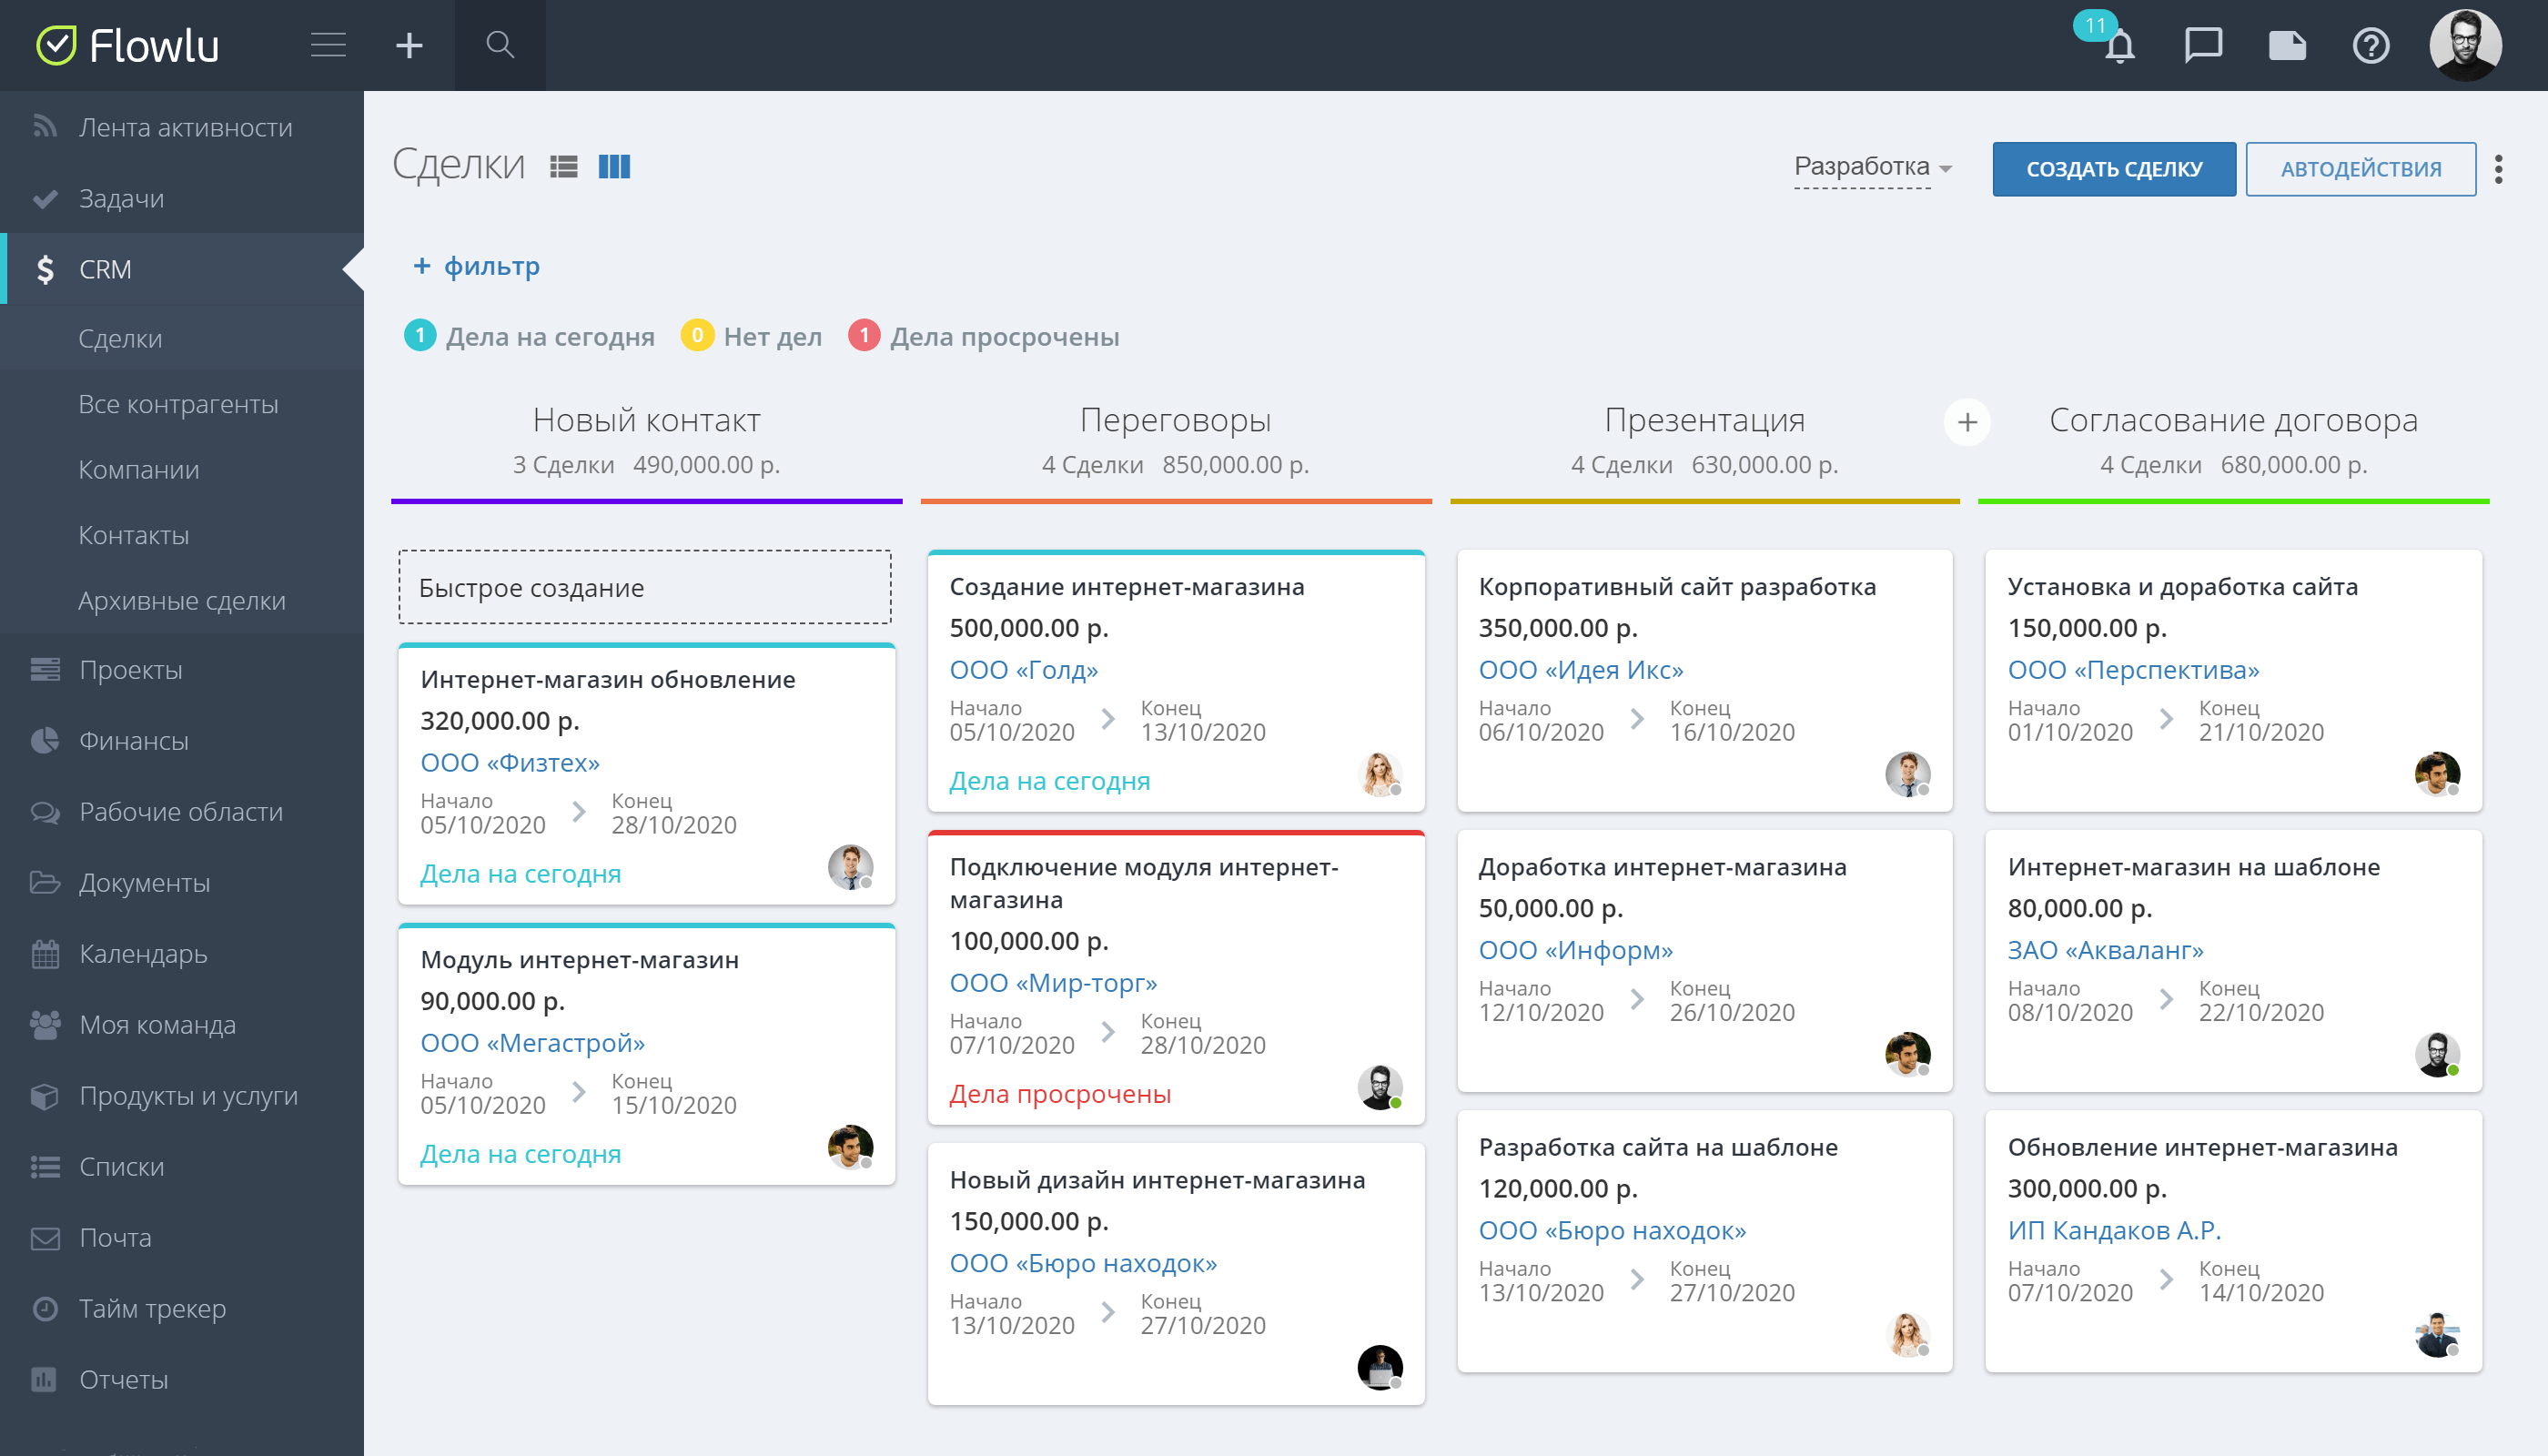 Flowlu
11
Лента активности
Задачи
CRM
Сделки
Все контрагенты
Компании
Контакты
Архивные сделки
Проекты
Финансы
Рабочие области
Документы
Календарь
Моя команда
Продукты и услуги
Списки
Почта
Тайм трекер
Отчеты
Сделки
Разработка
СОЗДАТЬ СДЕЛКУ
АВТОДЕЙСТВИЯ
+ фильтр
1 Дела на сегодня 0 Нет дел 1 Дела просрочены
Новый контакт
3 Сделки 490,000.00 р.
Быстрое создание
Интернет-магазин обновление
320,000.00 р.
ООО «Физтех»
Начало Конец
05/10/2020 28/10/2020
Дела на сегодня
Модуль интернет-магазин
90,000.00 р.
ООО «Мегастрой»
Начало Конец
05/10/2020 15/10/2020
Дела на сегодня
Переговоры
4 Сделки 850,000.00 р.
Создание интернет-магазина
500,000.00 р.
ООО «Голд»
Начало Конец
05/10/2020 13/10/2020
Дела на сегодня
Подключение модуля интернет-
магазина
100,000.00 р.
ООО «Мир-торг»
Начало Конец
07/10/2020 28/10/2020
Дела просрочены
Новый дизайн интернет-магазина
150,000.00 р.
ООО «Бюро находок»
Начало Конец
13/10/2020 27/10/2020
Презентация
4 Сделки 630,000.00 р.
Корпоративный сайт разработка
350,000.00 р.
ООО «Идея Икс»
Начало Конец
06/10/2020 16/10/2020
Доработка интернет-магазина
50,000.00 р.
ООО «Информ»
Начало Конец
12/10/2020 26/10/2020
Разработка сайта на шаблоне
120,000.00 р.
ООО «Бюро находок»
Начало Конец
13/10/2020 27/10/2020
Согласование договора
4 Сделки 680,000.00 р.
Установка и доработка сайта
150,000.00 р.
ООО «Перспектива»
Начало Конец
01/10/2020 21/10/2020
Интернет-магазин на шаблоне
80,000.00 р.
ЗАО «Акваланг»
Начало Конец
08/10/2020 22/10/2020
Обновление интернет-магазина
300,000.00 р.
ИП Кандаков А.Р.
Начало Конец
07/10/2020 14/10/2020